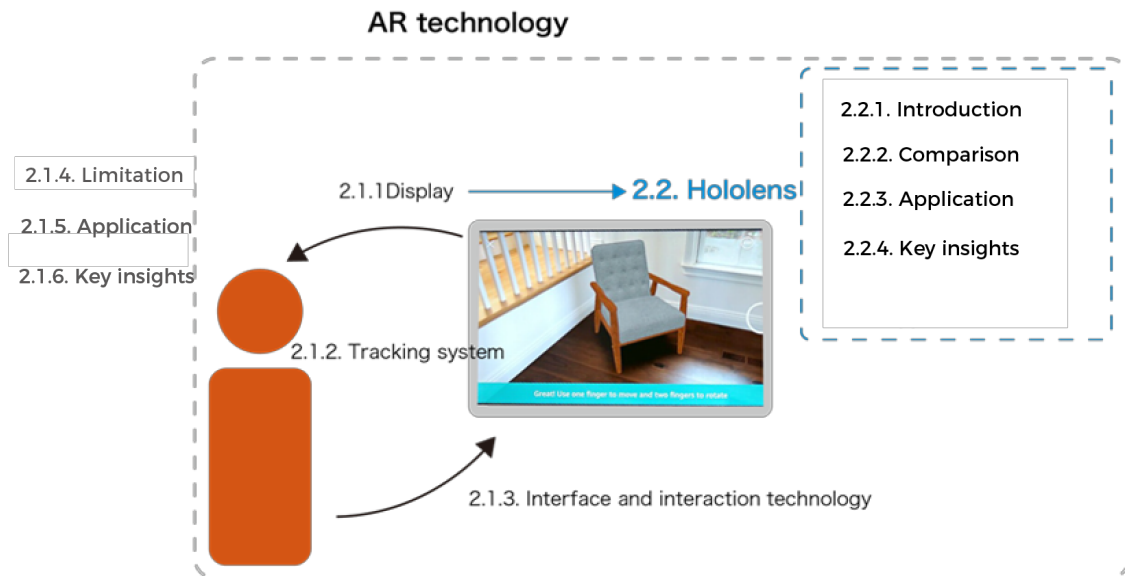 AR technology
2.2.1. Introduction
2.2.2. Comparison
2.2.3. Application
2.2.4. Key insights
2.1.4. Limitation
2.1.5. Application
2.1.6. Key insights
2.1.1Display
2.2. Hololens
2.1.2. Tracking system
Great! Use one finger to move and two fingers to rotate
2.1.3. Interface and interaction technology